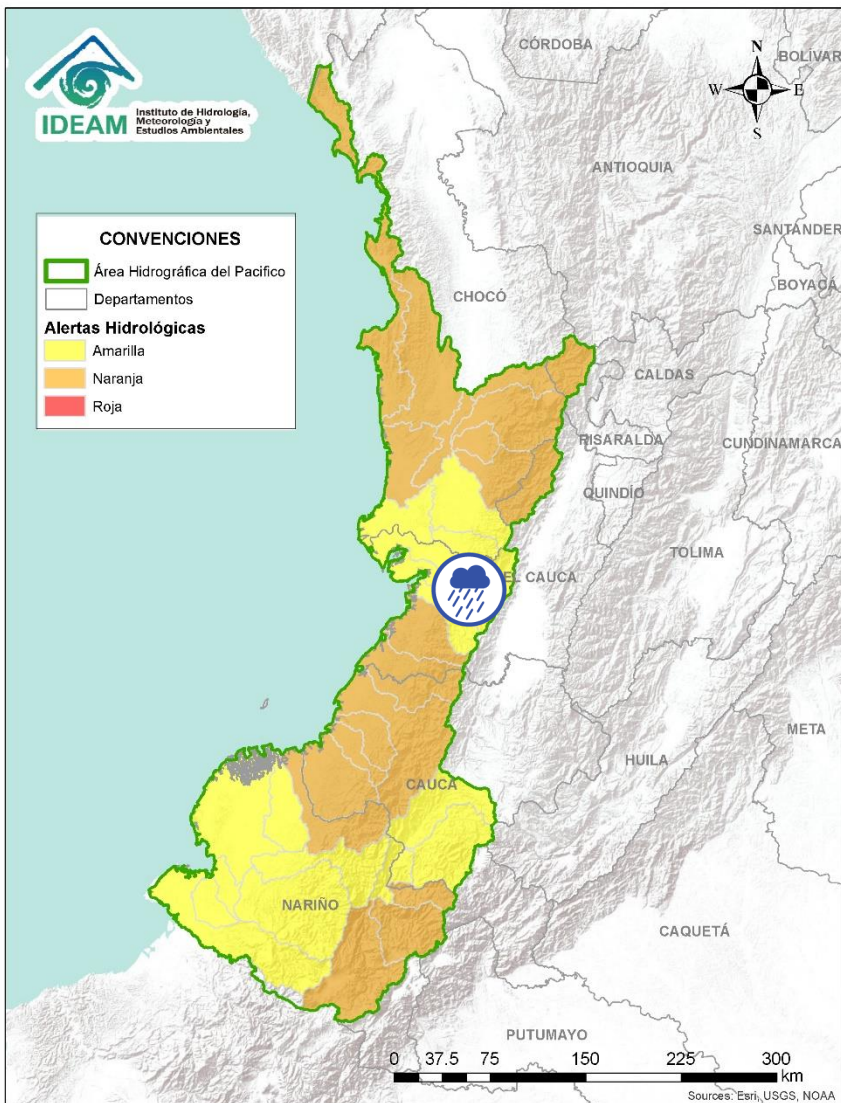 IDEAM
Instituto de Hidrología,
Meteorología y
Estudios Ambientales
N
W
E
S
CÓRDOBA
BOLÍVAR
ANTIOQUIA
SANTANDER
BOYACÁ
CONVENCIONES
Área Hidrográfica del Pacifico
Departamentos
Alertas Hidrológicas
Amarilla
Naranja
Roja
CHOCÓ
CALDAS
RISARALDA
CUNDINAMARCA
QUINDÍO
TOLIMA
EL CAUCA
META
HUILA
CAUCA
NARIÑO
CAQUETÁ
PUTUMAYO
0 37.5 75 150 225 300
km
Sources: Esri, USGS, NOAA